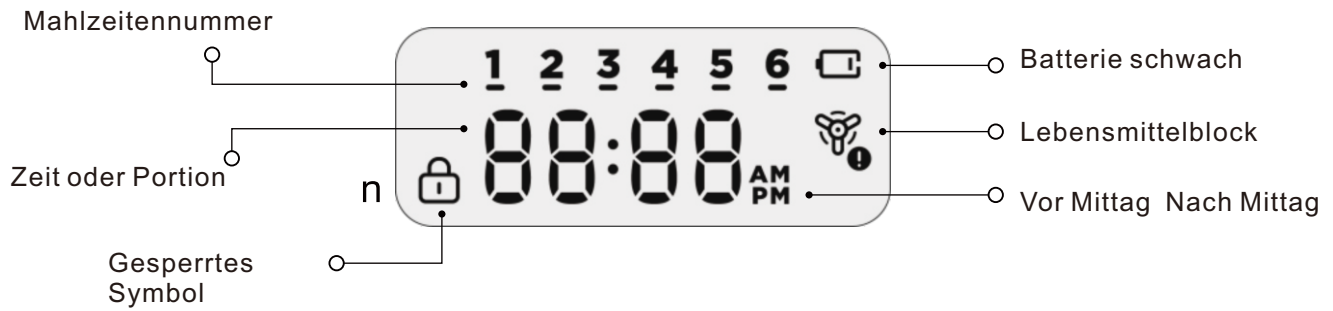 Mahlzeitennummer
1 2 3 4 5 6
Batterie schwach
88:88
Lebensmittelblock
Zeit oder Portion
n
AM
PM
Vor Mittag Nach Mittag
Gesperrtes
Symbol